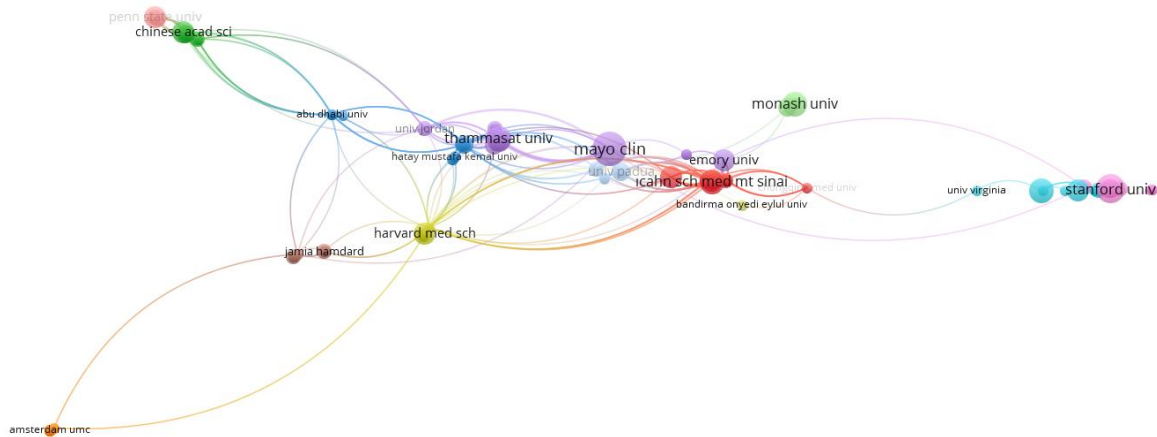 penn state univ
chinese acad sci
monash univ
abu dhabi univ
univ jordan
thammasat univ
mayo clin
hatay mustafa kemal univ
emory univ
univ padua
icahn sch med mt sinai
med univ
univ virginia
stanford univ
bandirma onyedi eylul univ
harvard med sch
jamia hamdard
amsterdam umc